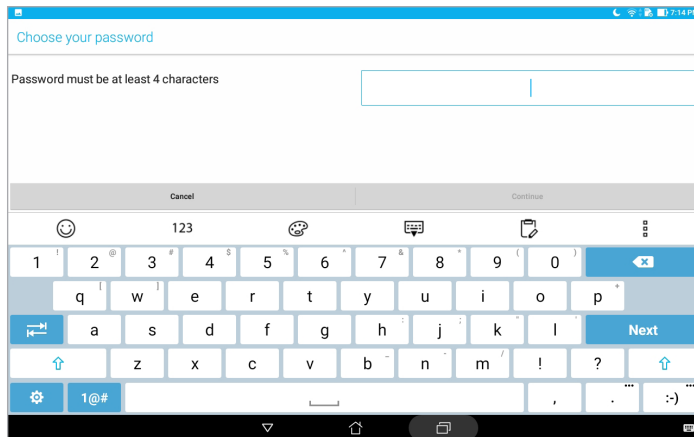 7:14 PM
Choose your password
Password must be at least 4 characters
Cancel Continue
123
1 ! 2 @ 3 # 4 $ 5 % 6 ^ 7 & 8 * 9 ( 0 )
q [ w ] e r t y u i o p +
a s d f g h : j ; k " l ' Next
z x c v b - n _ m / ! ?
1@# , . ... :-) ...